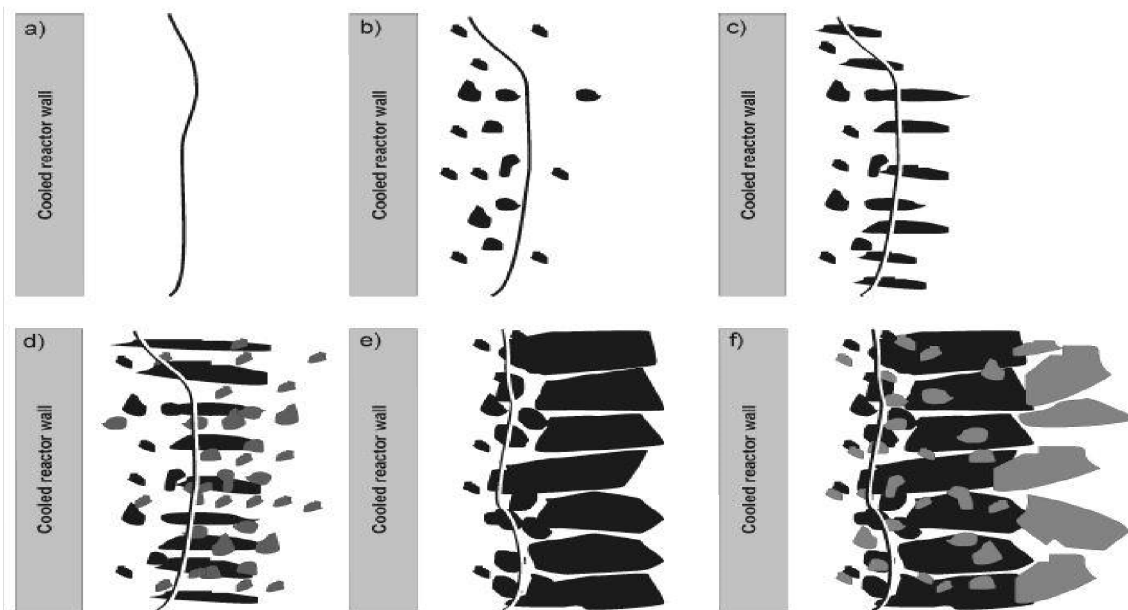 a)
Cooled reactor wall
b)
Cooled reactor wall
c)
Cooled reactor wall
d)
Cooled reactor wall
e)
Cooled reactor wall
f)
Cooled reactor wall